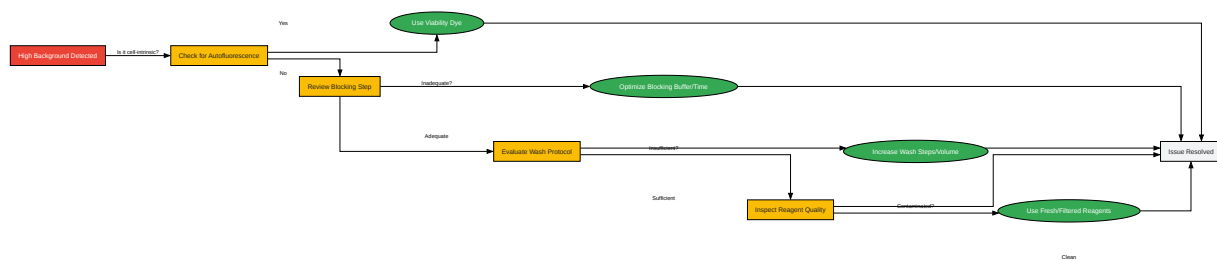 Yes
Use Viability Dye
High Background Detected
Is it cell-intrinsic?
Check for Autofluorescence
No
Review Blocking Step
Inadequate?
Optimize Blocking Buffer/Time
Adequate
Evaluate Wash Protocol
Insufficient?
Increase Wash Steps/Volume
Issue Resolved
Sufficient
Inspect Reagent Quality
Contaminated?
Use Fresh/Filtered Reagents
Clean